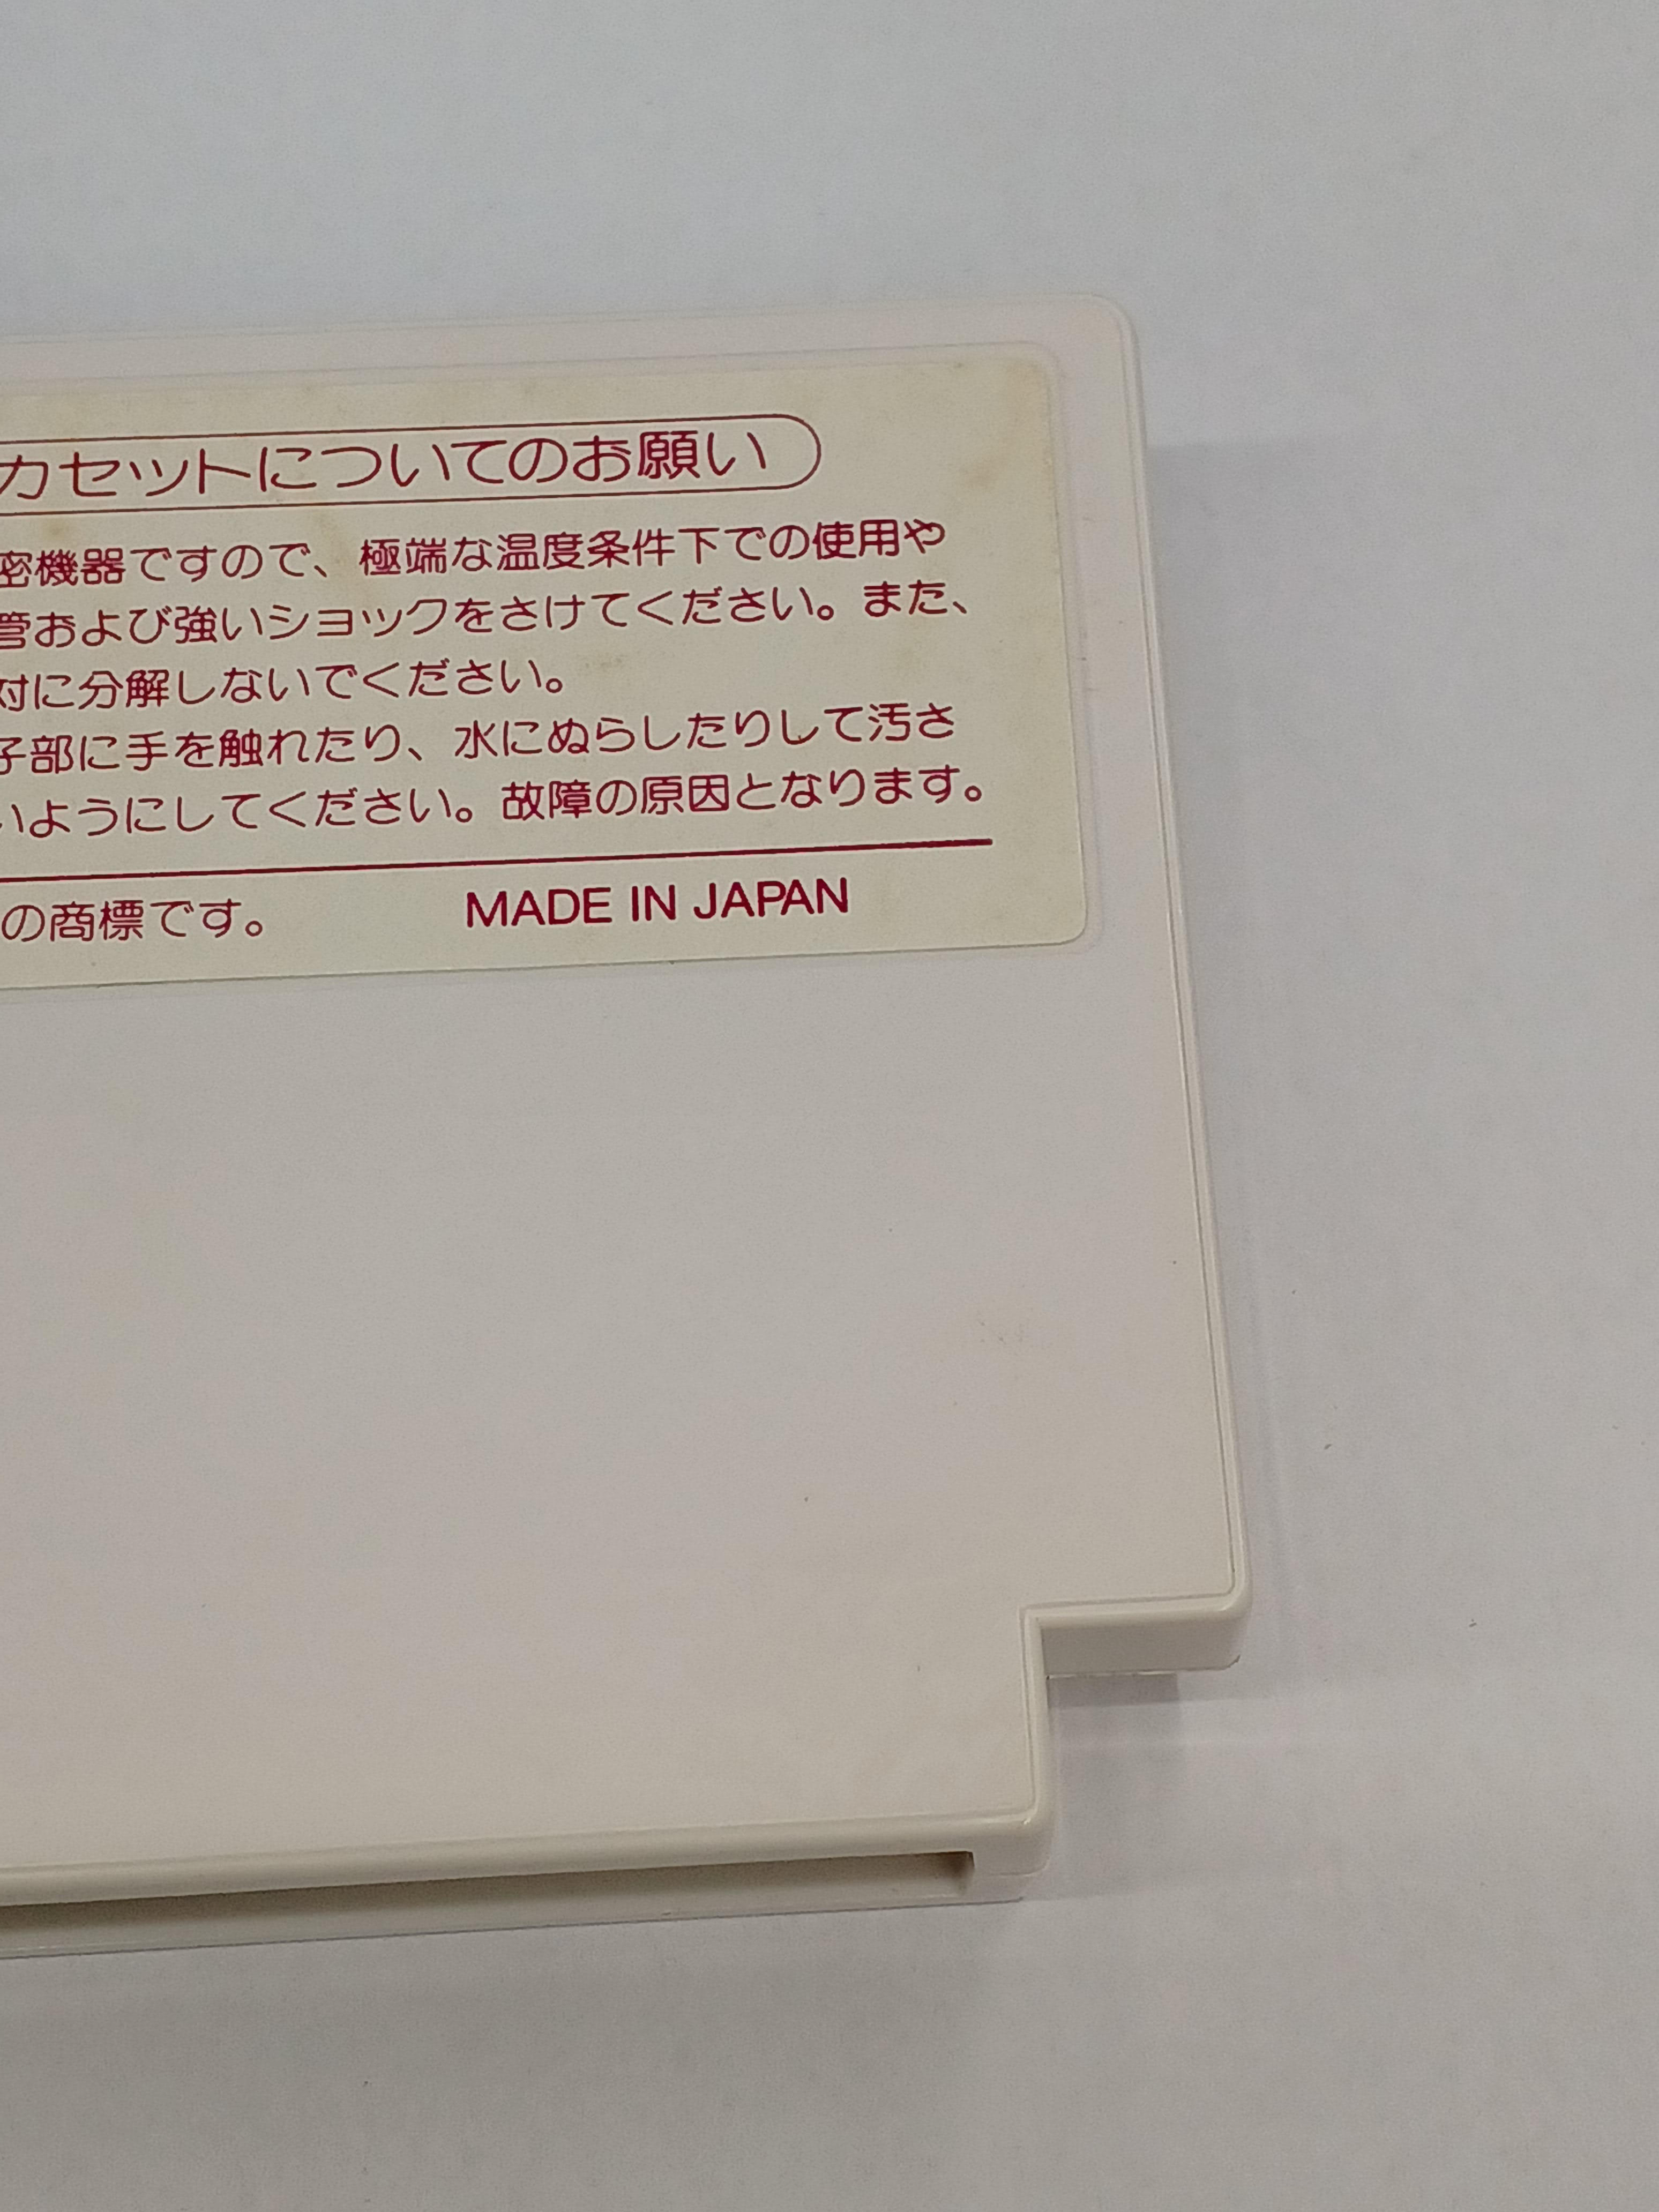 カセットについてのお願い
密機器ですので、極端な温度条件下での使用や
管および強いショックをさけてください。また、
対に分解しないでください。
子部に手を触れたり、水にぬらしたりして汚さ
いようにしてください。故障の原因となります。
の商標です。 MADE IN JAPAN